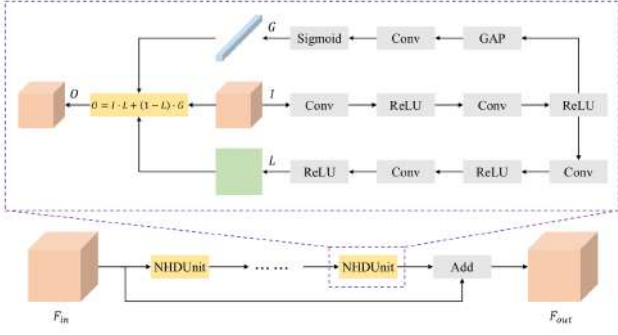 G Sigmoid Conv GAP
O O = I · L + (1 − L) · G I Conv ReLU Conv ReLU
L ReLU Conv ReLU Conv
NHDUnit ... ... NHDUnit Add
F_in F_out